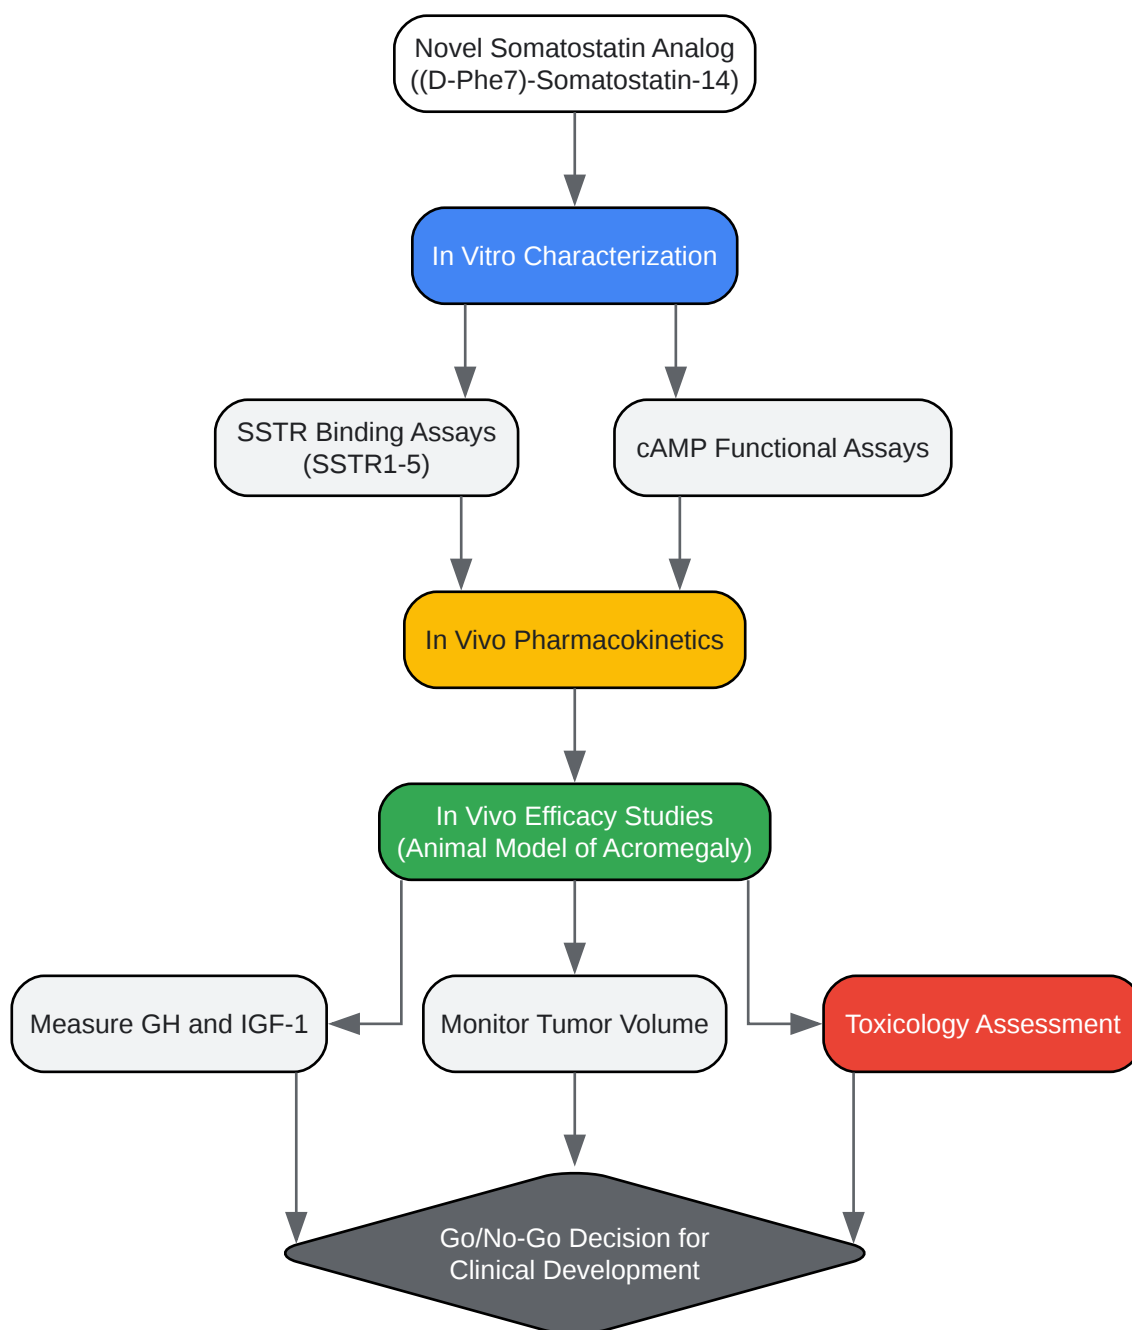 Novel Somatostatin Analog
((D-Phe7)-Somatostatin-14)
In Vitro Characterization
SSTR Binding Assays
(SSTR1-5)
cAMP Functional Assays
In Vivo Pharmacokinetics
In Vivo Efficacy Studies
(Animal Model of Acromegaly)
Measure GH and IGF-1
Monitor Tumor Volume
Toxicology Assessment
Go/No-Go Decision for
Clinical Development